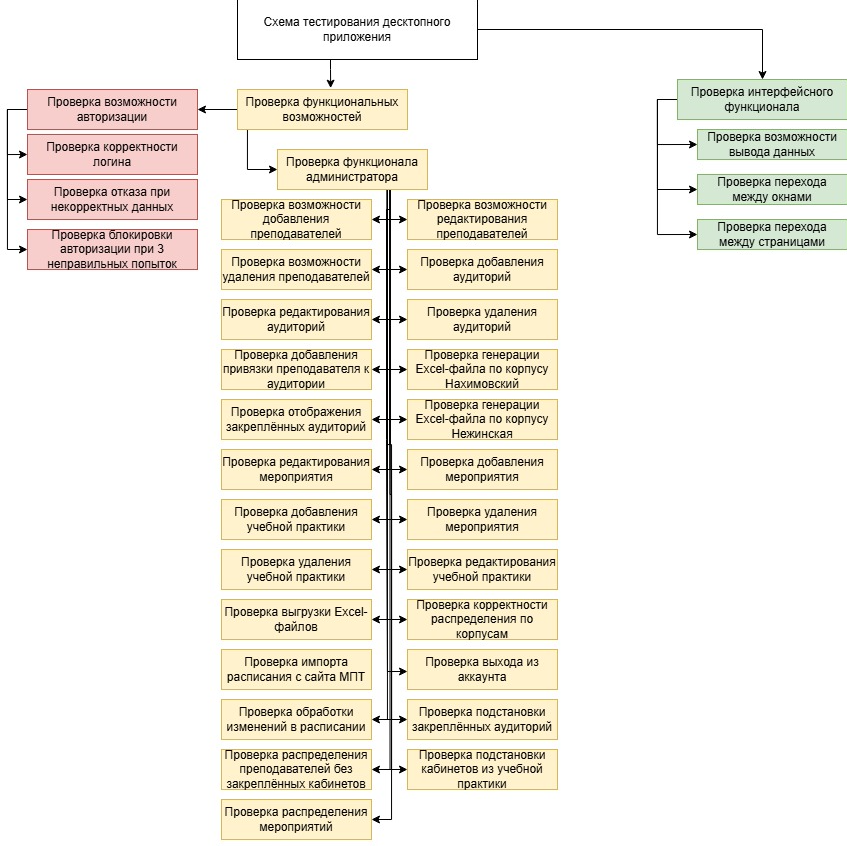 Схема тестирования десктопного
приложения
Проверка возможности
авторизации
Проверка корректности
логина
Проверка отказа при
некорректных данных
Проверка блокировки
авторизации при 3
неправильных попыток
Проверка функциональных
возможностей
Проверка функционала
администратора
Проверка возможности
добавления
преподавателей
Проверка возможности
редактирования
преподавателей
Проверка возможности
удаления преподавателей
Проверка добавления
аудиторий
Проверка редактирования
аудиторий
Проверка удаления
аудиторий
Проверка добавления
привязки преподавателя к
аудитории
Проверка генерации
Excel-файла по корпусу
Нахимовский
Проверка отображения
закреплённых аудиторий
Проверка генерации
Excel-файла по корпусу
Нежинская
Проверка редактирования
мероприятия
Проверка добавления
мероприятия
Проверка добавления
учебной практики
Проверка удаления
мероприятия
Проверка удаления
учебной практики
Проверка редактирования
учебной практики
Проверка выгрузки Excel-
файлов
Проверка корректности
распределения по
корпусам
Проверка импорта
расписания с сайта МПТ
Проверка выхода из
аккаунта
Проверка обработки
изменений в расписании
Проверка подстановки
закреплённых аудиторий
Проверка распределения
преподавателей без
закреплённых кабинетов
Проверка подстановки
кабинетов из учебной
практики
Проверка распределения
мероприятий
Проверка интерфейсного
функционала
Проверка возможности
вывода данных
Проверка перехода
между окнами
Проверка перехода
между страницами